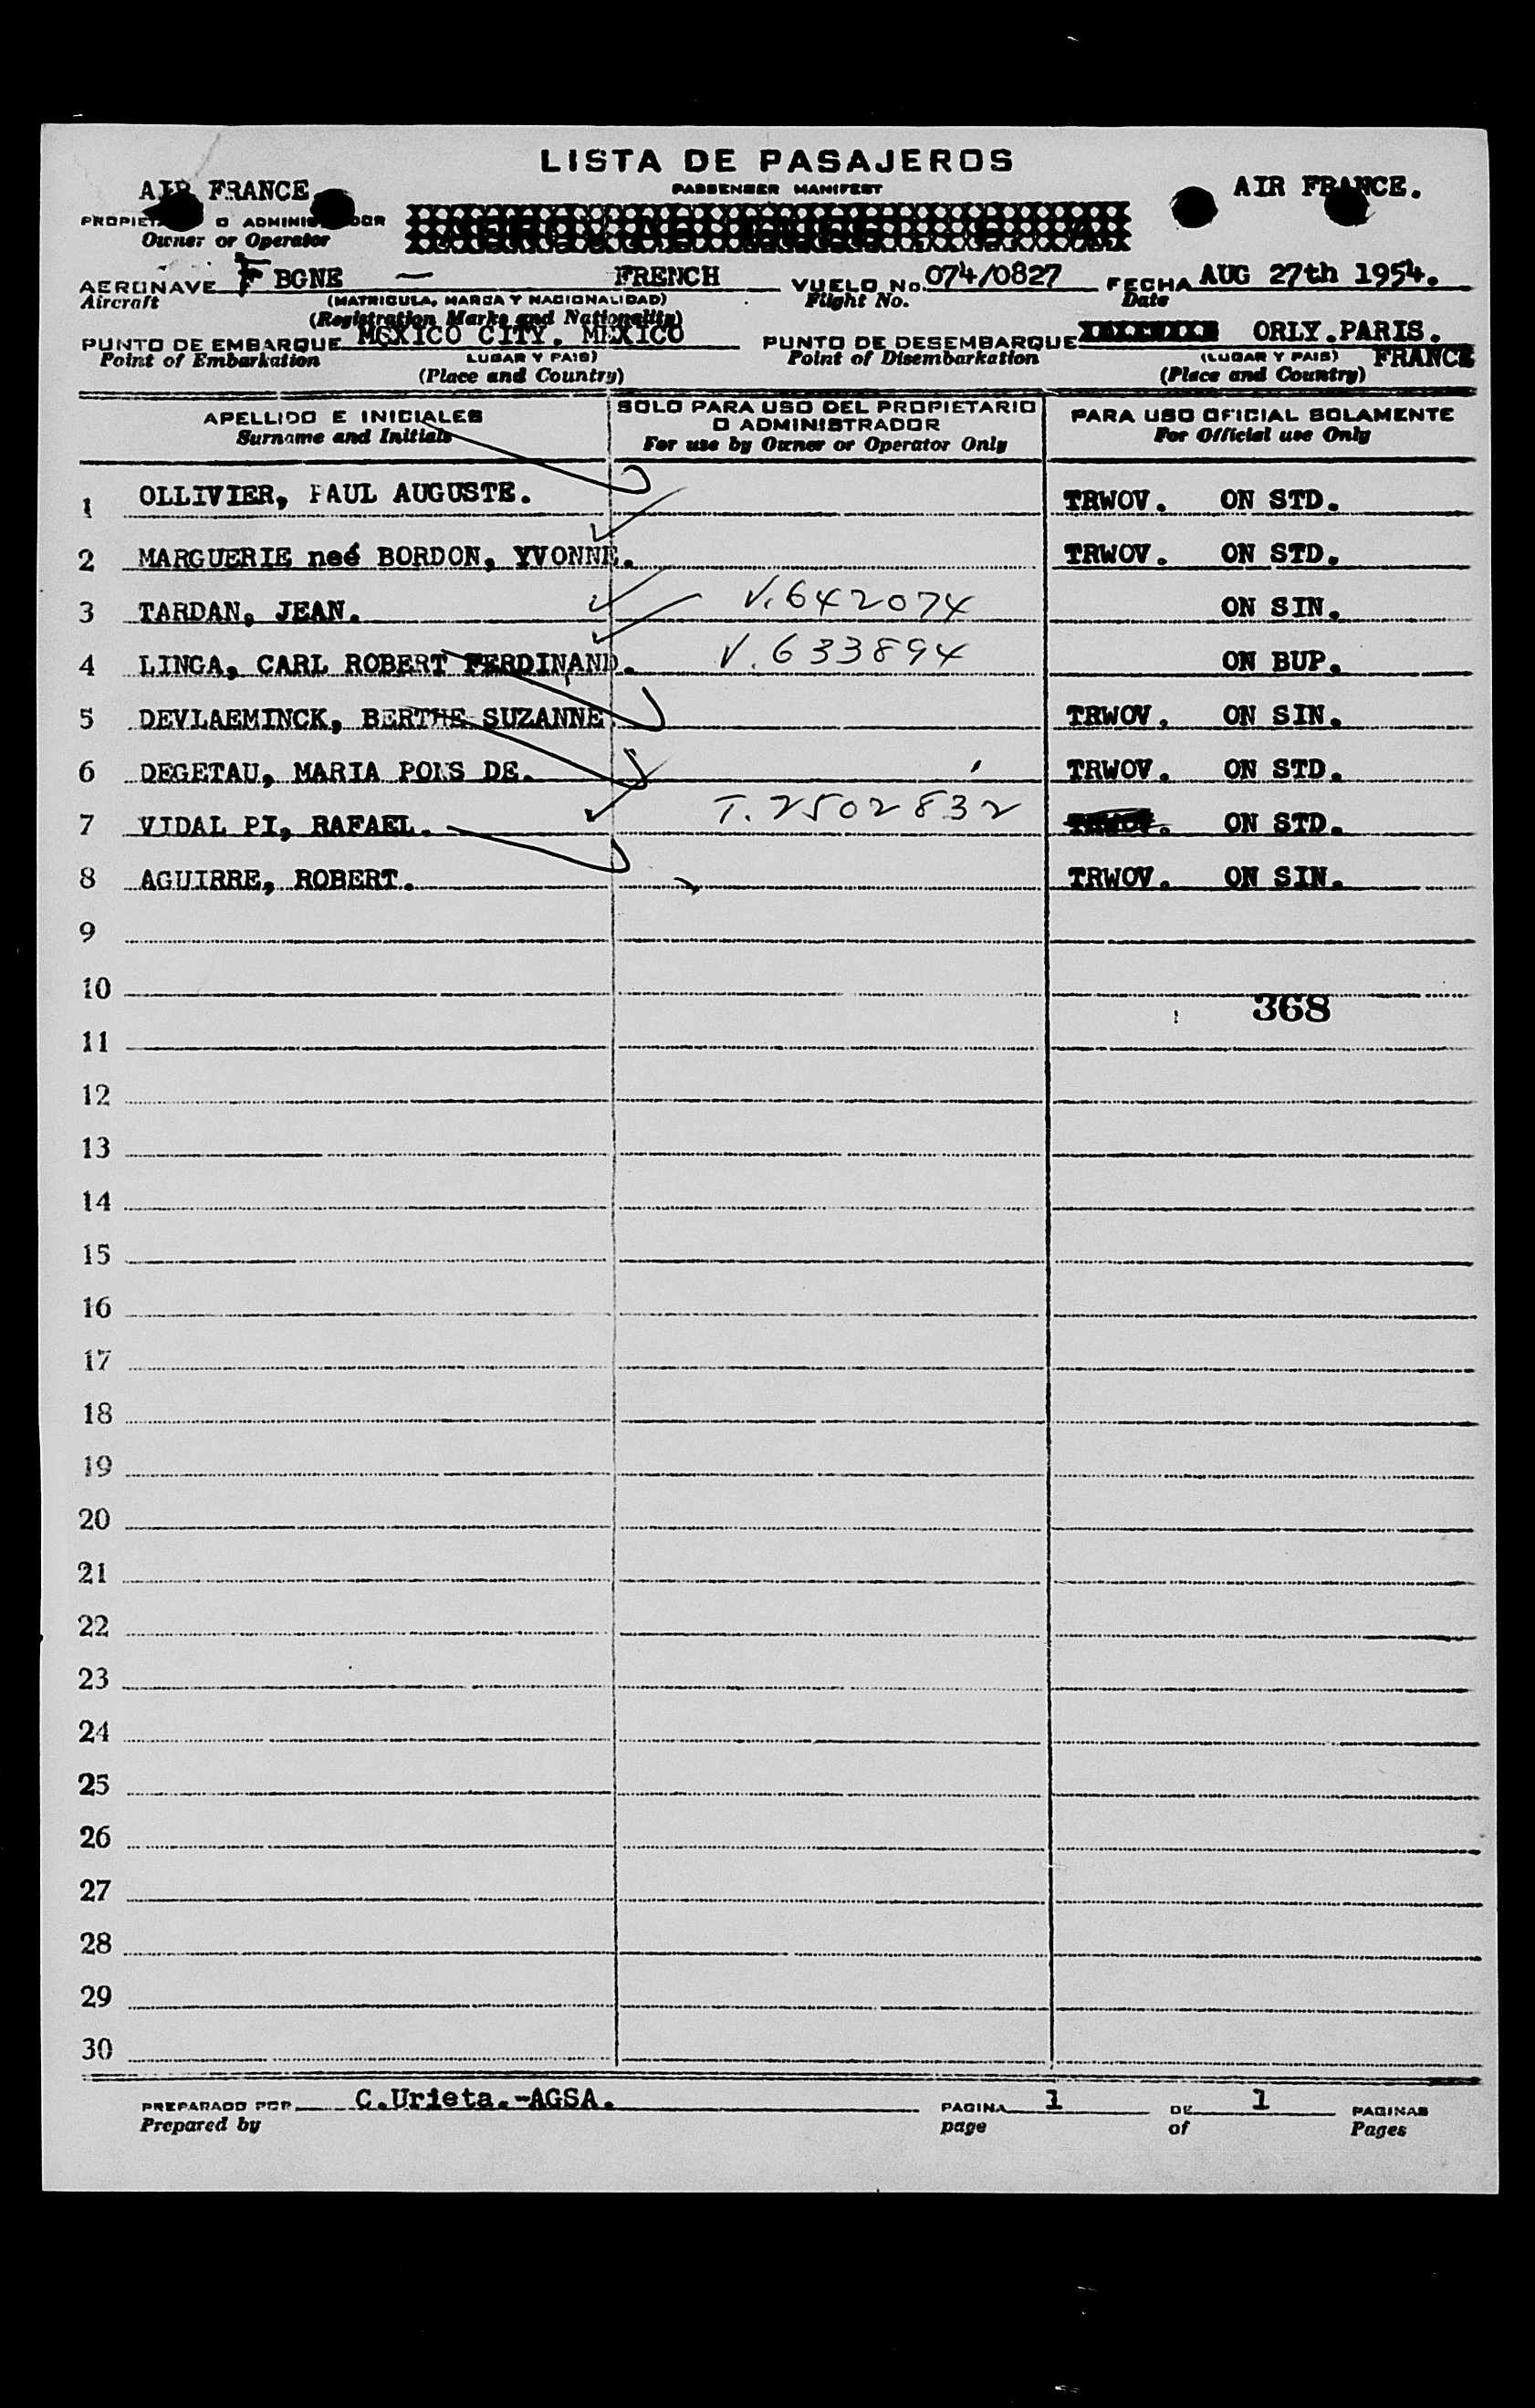 LISTA DE PASAJEROS
PASSENGER MANIFEST
AIR FRANCE
AIR FRANCE.
O
Owner or Operator
AERONAVE F BGNE — FRENCH VUELO No. 074/0827 FECHA AUG 27th 1954.
Aircraft (MATRICULA, MARCA Y NACIONALIDAD) Flight No. Date
(Registration Marks and Nationality)
PUNTO DE EMBARQUE MGXICO CITY. MEXICO PUNTO DE DESEMBARQUE ORLY.PARIS.
Point of Embarkation LUGAR Y PAIS) Point of Disembarkation (LUGAR Y PAIS) FRANCE
(Place and Country) (Place and Country)
APELLIDO E INICIALES SOLO PARA USO DEL PROPIETARIO PARA USO OFICIAL SOLAMENTE
O ADMINISTRADOR
Surname and Initials For use by Owner or Operator Only For Official use Only
1 OLLIVIER, PAUL AUGUSTE. TRWOV. ON STD.
2 MARGUERIE neé BORDON, YVONNE. TRWOV. ON STD.
3 TARDAN, JEAN. V.642074 ON SIN.
4 LINGA, CARL ROBERT FERDINAND. V.633894 ON BUP.
5 DEVLAEMINCK, BERTHE SUZANNE TRWOV. ON SIN.
6 DEGETAU, MARIA PONS DE. TRWOV. ON STD.
7 VIDAL PI, RAFAEL. T.2502832 ON STD.
8 AGUIRRE, ROBERT. TRWOV. ON SIN.
9
10
368
11
12
13
14
15
16
17
18
19
20
21
22
23
24
25
26
27
28
29
30
PREPARADO POR C.Urieta.-AGSA. PAGINA 1 DE 1 PAGINAS
Prepared by page of Pages